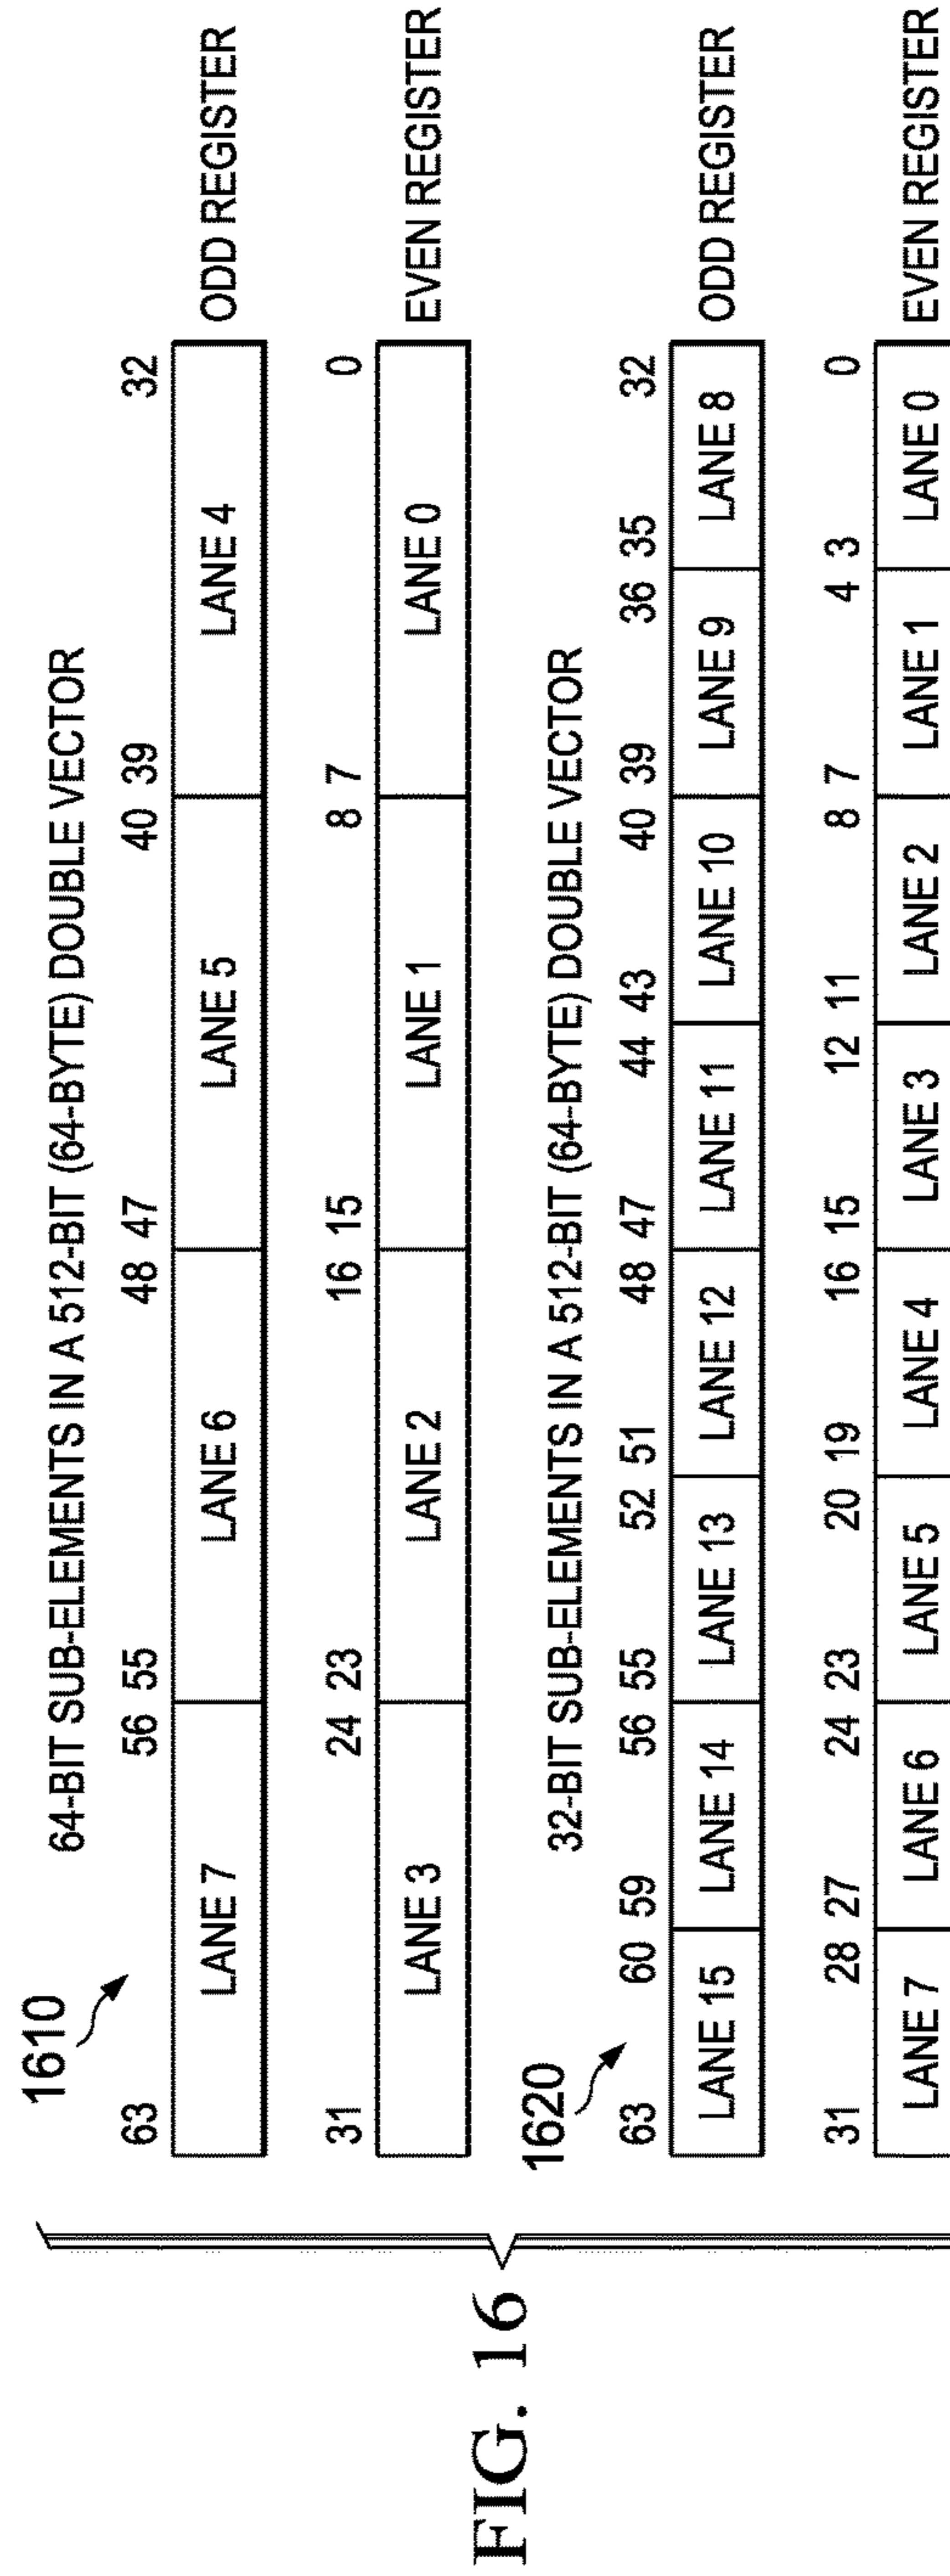 1610
64-BIT SUB-ELEMENTS IN A 512-BIT (64-BYTE) DOUBLE VECTOR
63 56 55 48 47 40 39 32
LANE 7 LANE 6 LANE 5 LANE 4 ODD REGISTER
31 24 23 16 15 8 7 0
LANE 3 LANE 2 LANE 1 LANE 0 EVEN REGISTER
FIG. 16
1620
32-BIT SUB-ELEMENTS IN A 512-BIT (64-BYTE) DOUBLE VECTOR
63 60 59 56 55 52 51 48 47 44 43 40 39 36 35 32
LANE 15 LANE 14 LANE 13 LANE 12 LANE 11 LANE 10 LANE 9 LANE 8 ODD REGISTER
31 28 27 24 23 20 19 16 15 12 11 8 7 4 3 0
LANE 7 LANE 6 LANE 5 LANE 4 LANE 3 LANE 2 LANE 1 LANE 0 EVEN REGISTER